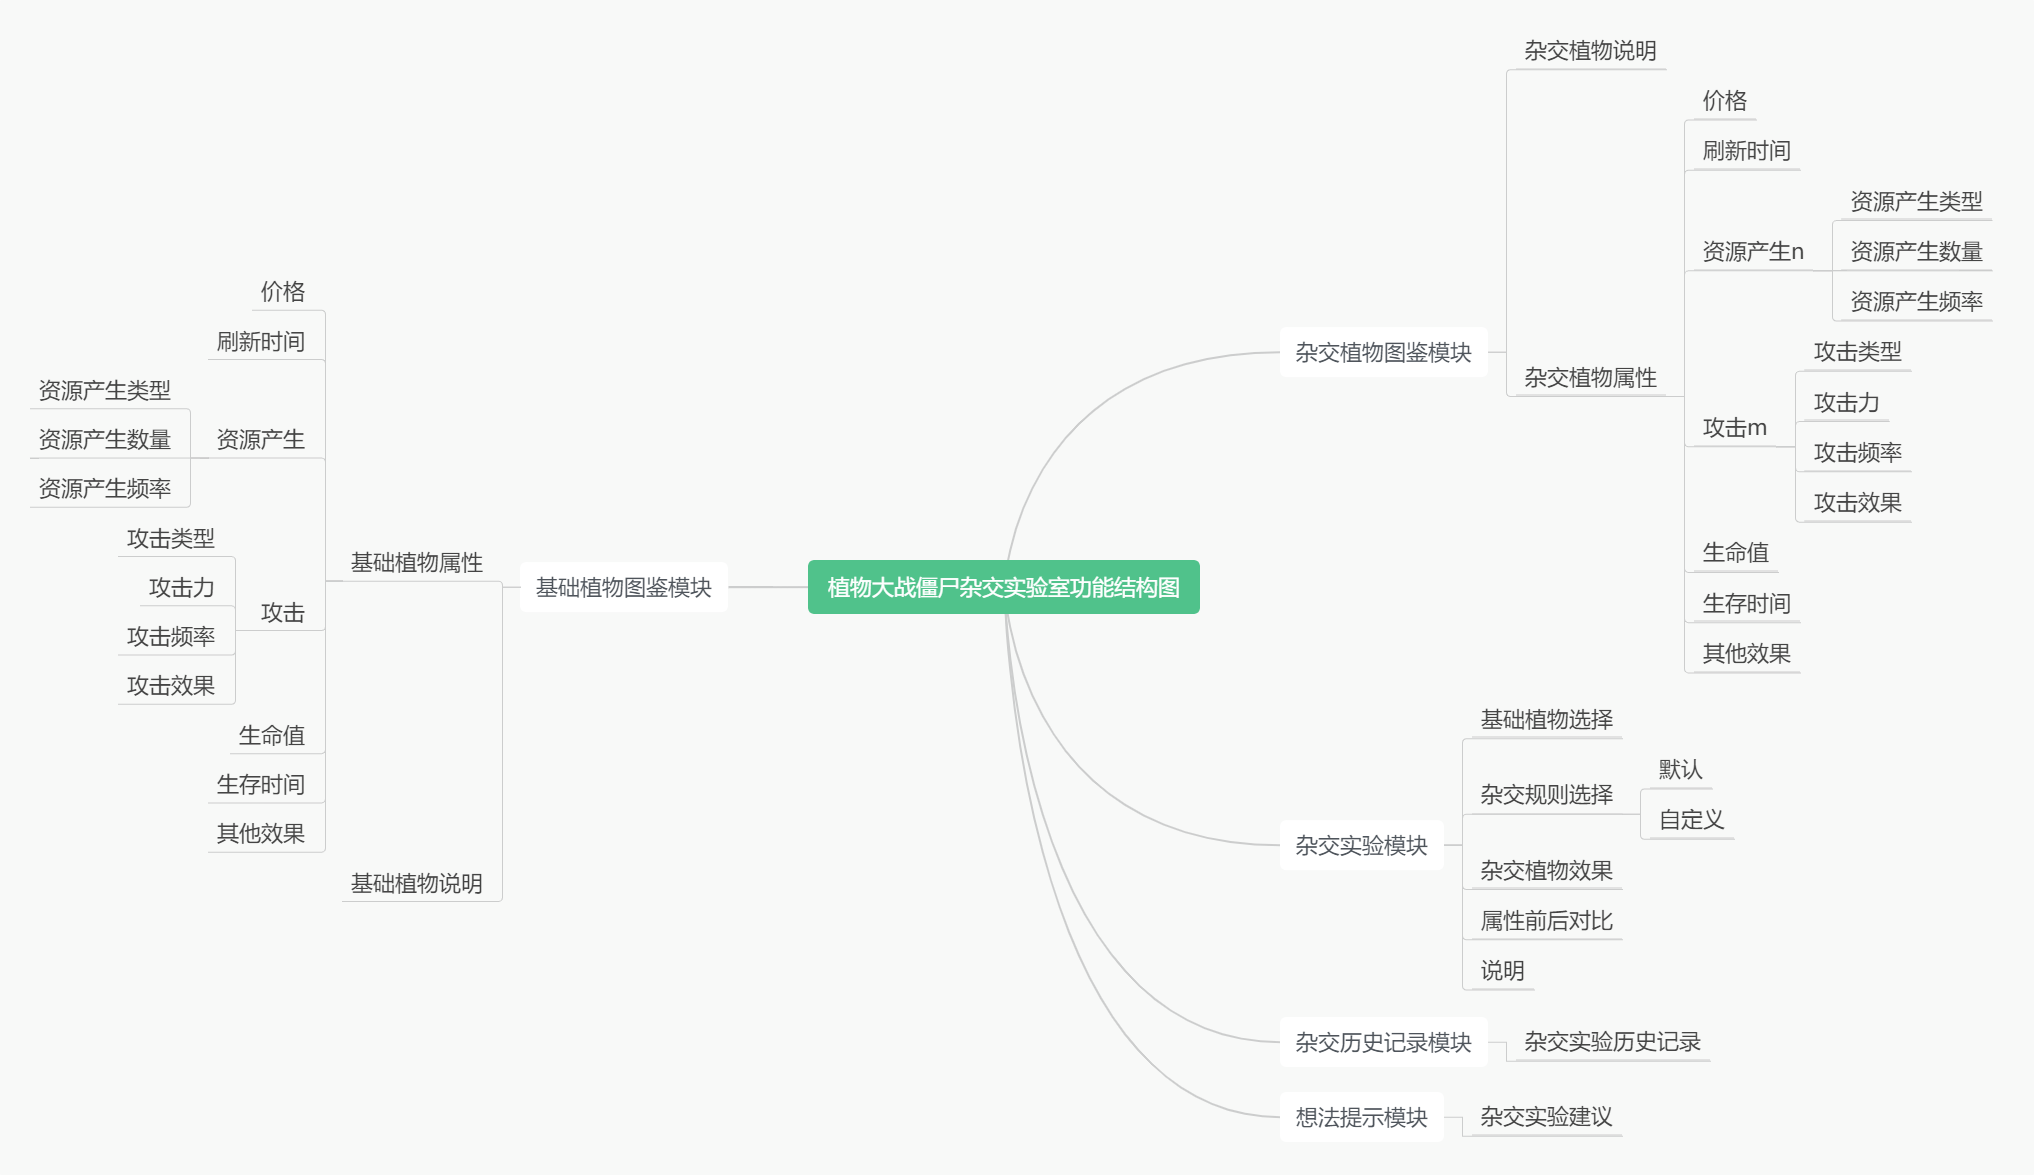 植物大战僵尸杂交实验室功能结构图
杂交植物图鉴模块
杂交植物说明
杂交植物属性
价格
刷新时间
资源产生n
资源产生类型
资源产生数量
资源产生频率
攻击m
攻击类型
攻击力
攻击频率
攻击效果
生命值
生存时间
其他效果
杂交实验模块
基础植物选择
杂交规则选择
默认
自定义
杂交植物效果
属性前后对比
说明
杂交历史记录模块
杂交实验历史记录
想法提示模块
杂交实验建议
基础植物图鉴模块
基础植物属性
价格
刷新时间
资源产生
资源产生类型
资源产生数量
资源产生频率
攻击
攻击类型
攻击力
攻击频率
攻击效果
生命值
生存时间
其他效果
基础植物说明